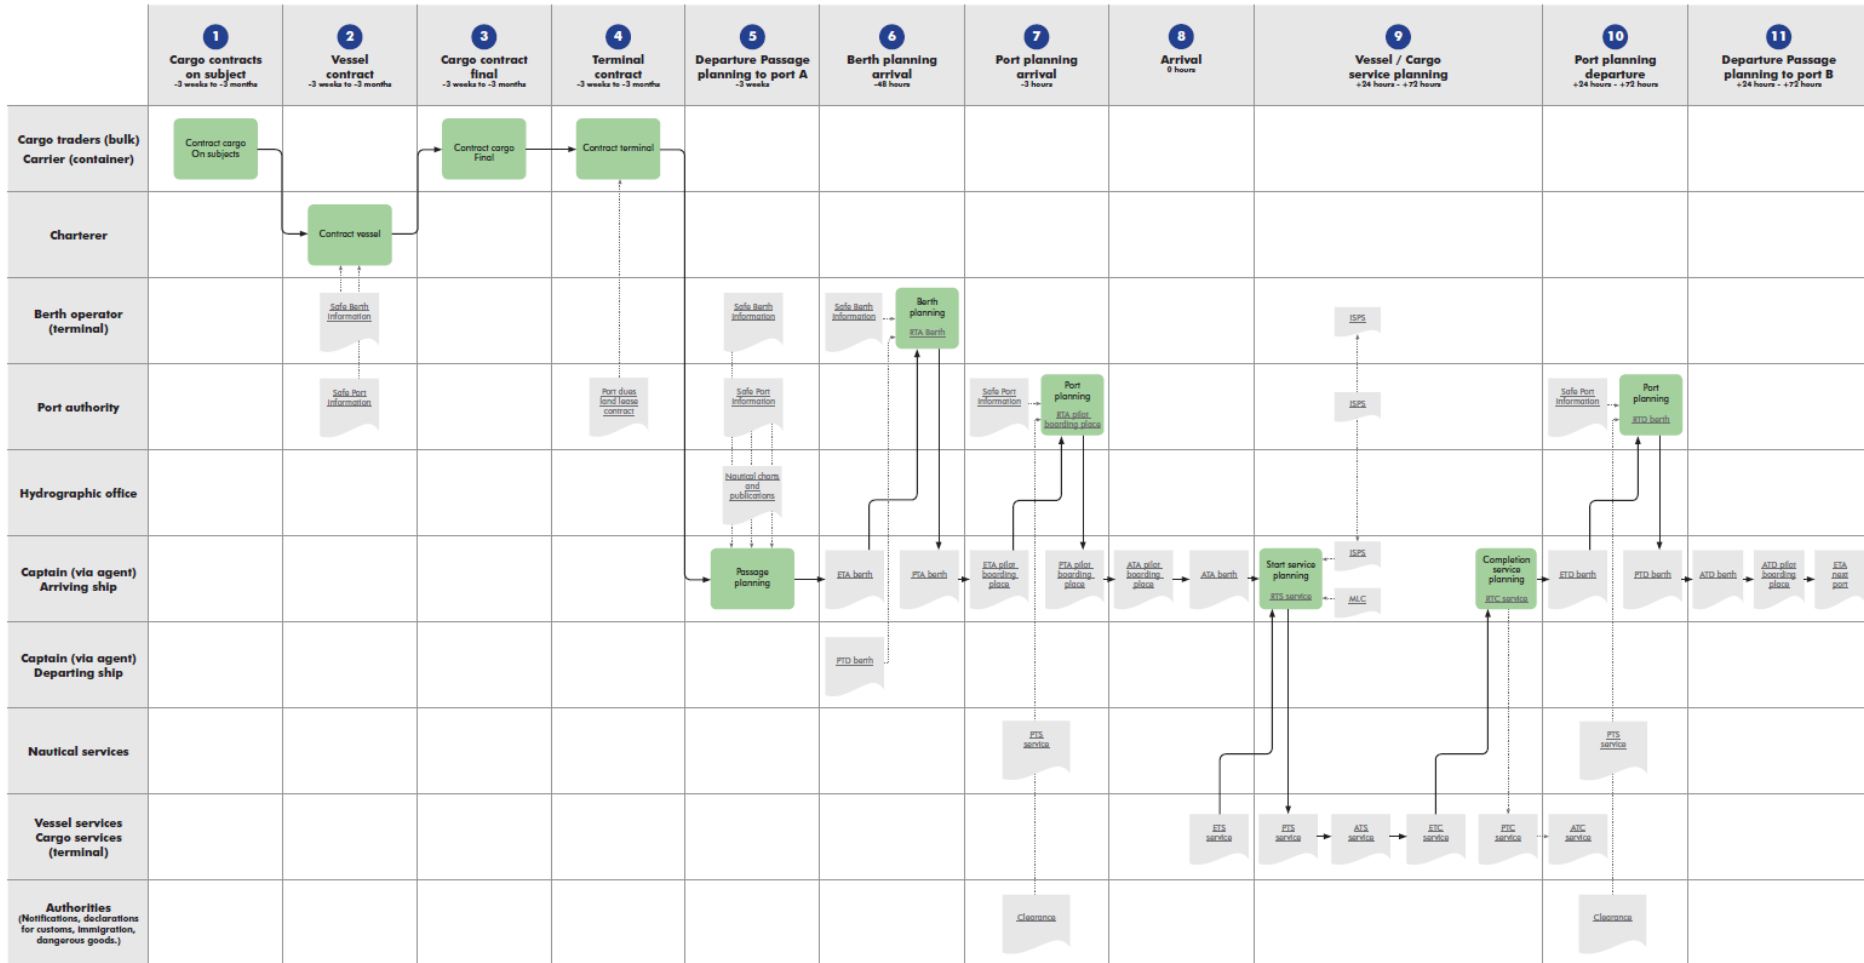 1
Cargo contracts
on subject
-3 weeks to -3 months
2
Vessel
contract
-3 weeks to -3 months
3
Cargo contract
final
-3 weeks to -3 months
4
Terminal
contract
-3 weeks to -3 months
5
Departure Passage
planning to port A
-3 weeks
6
Berth planning
arrival
-48 hours
7
Port planning
arrival
-3 hours
8
Arrival
0 hours
9
Vessel / Cargo
service planning
+24 hours - +72 hours
10
Port planning
departure
+24 hours - +72 hours
11
Departure Passage
planning to port B
+24 hours - +72 hours
Cargo traders (bulk)
Carrier (container)
Contract cargo
On subjects
Contract cargo
Final
Contract terminal
Charterer
Contract vessel
Berth operator
(terminal)
Safe Berth
Information
Safe Berth
Information
Safe Berth
Information
Berth
planning
RTA Berth
ISPS
Port authority
Safe Port
Information
Port dues
land lease
contract
Safe Port
Information
Safe Port
Information
Port
planning
RTA pilot
boarding place
ISPS
Safe Port
Information
Port
planning
RTD berth
Hydrographic office
Nautical charts
and
publications
Captain (via agent)
Arriving ship
Passage
planning
ETA berth
PTA berth
ETA pilot
boarding
place
PTA pilot
boarding
place
ATA pilot
boarding
place
ATA berth
Start service
planning
RTS service
ISPS
MLC
Completion
service
planning
RTC service
ETD berth
PTD berth
ATD berth
ATD pilot
boarding
place
ETA
next
port
Captain (via agent)
Departing ship
PTD berth
Nautical services
PTS
service
PTS
service
Vessel services
Cargo services
(terminal)
ETS
service
PTS
service
ATS
service
ETC
service
PTC
service
ATC
service
Authorities
(Notifications, declarations
for customs, immigration,
dangerous goods.)
Clearance
Clearance